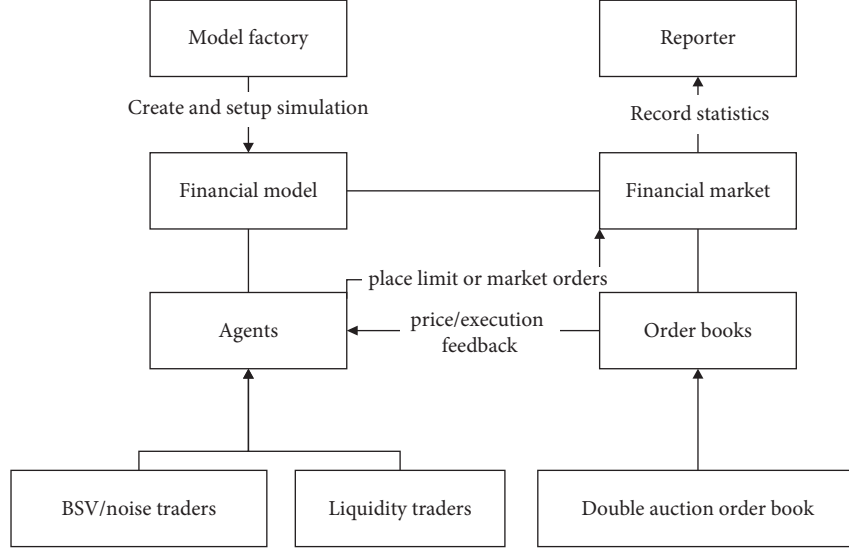 Model factory
Reporter
Create and setup simulation
Record statistics
Financial model
Financial market
place limit or market orders
Agents
price/execution
feedback
Order books
BSV/noise traders
Liquidity traders
Double auction order book